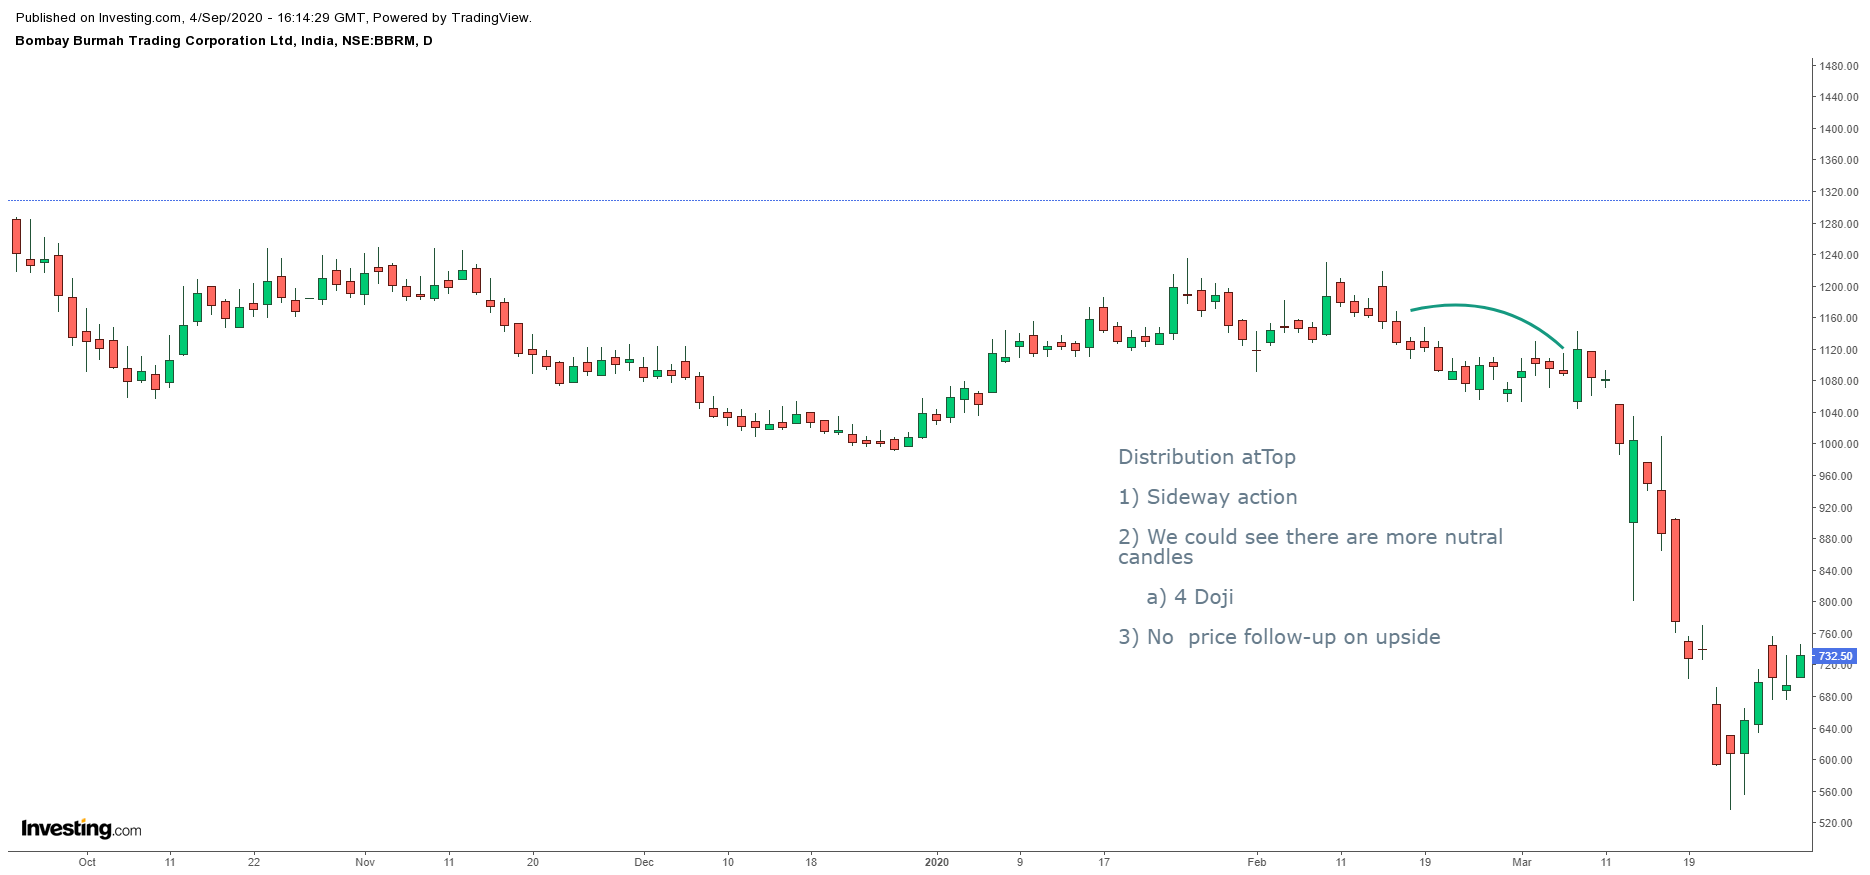 Published on Investing.com, 4/Sep/2020 - 16:14:29 GMT, Powered by TradingView.
Bombay Burmah Trading Corporation Ltd, India, NSE:BBRM, D
1480.00
1440.00
1400.00
1360.00
1320.00
1280.00
1240.00
1200.00
1160.00
1120.00
1080.00
1040.00
1000.00
960.00
920.00
880.00
840.00
800.00
760.00
732.50
720.00
680.00
640.00
600.00
560.00
520.00
Distribution atTop
1) Sideway action
2) We could see there are more nutral
candles
a) 4 Doji
3) No  price follow-up on upside
Investing.com
Oct 11 22 Nov 11 20 Dec 10 18 2020 9 17 Feb 11 19 Mar 11 19